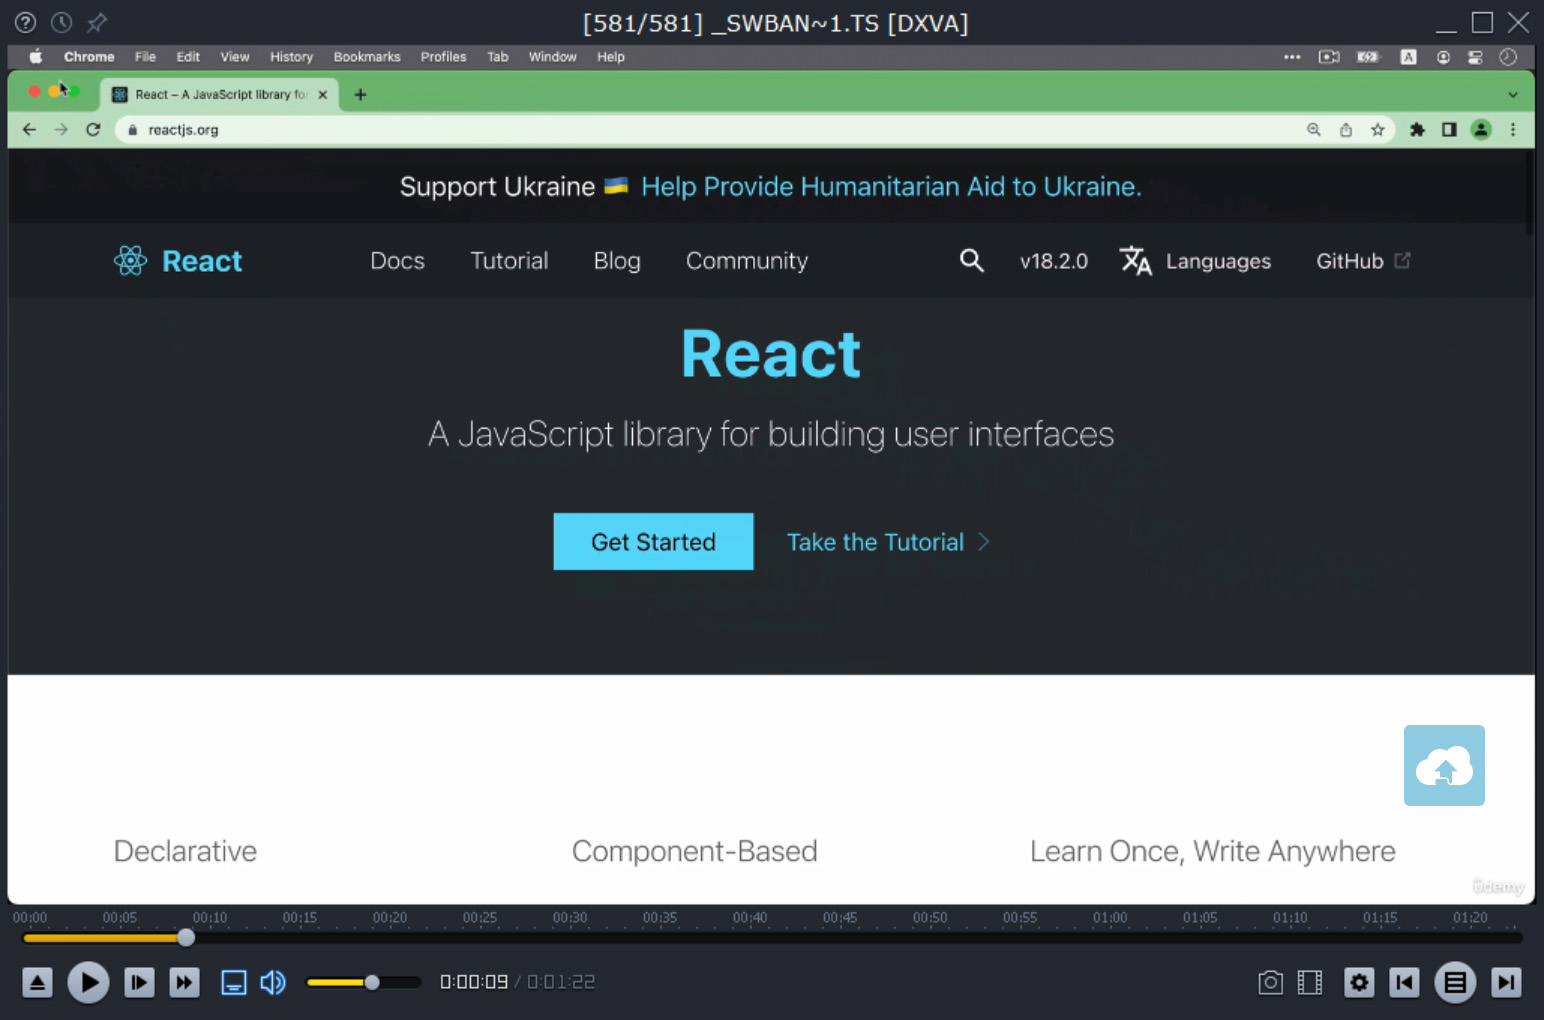 [581/581] _SWBAN~1.TS [DXVA]
Chrome File Edit View History Bookmarks Profiles Tab Window Help
A
React – A JavaScript library fo
reactjs.org
Support Ukraine 🇺🇦 Help Provide Humanitarian Aid to Ukraine.
React Docs Tutorial Blog Community v18.2.0 Languages GitHub
React
A JavaScript library for building user interfaces
Get Started Take the Tutorial
Declarative Component-Based Learn Once, Write Anywhere
ûdemy
00:00 00:05 00:10 00:15 00:20 00:25 00:30 00:35 00:40 00:45 00:50 00:55 01:00 01:05 01:10 01:15 01:20
0:00:09 / 0:01:22